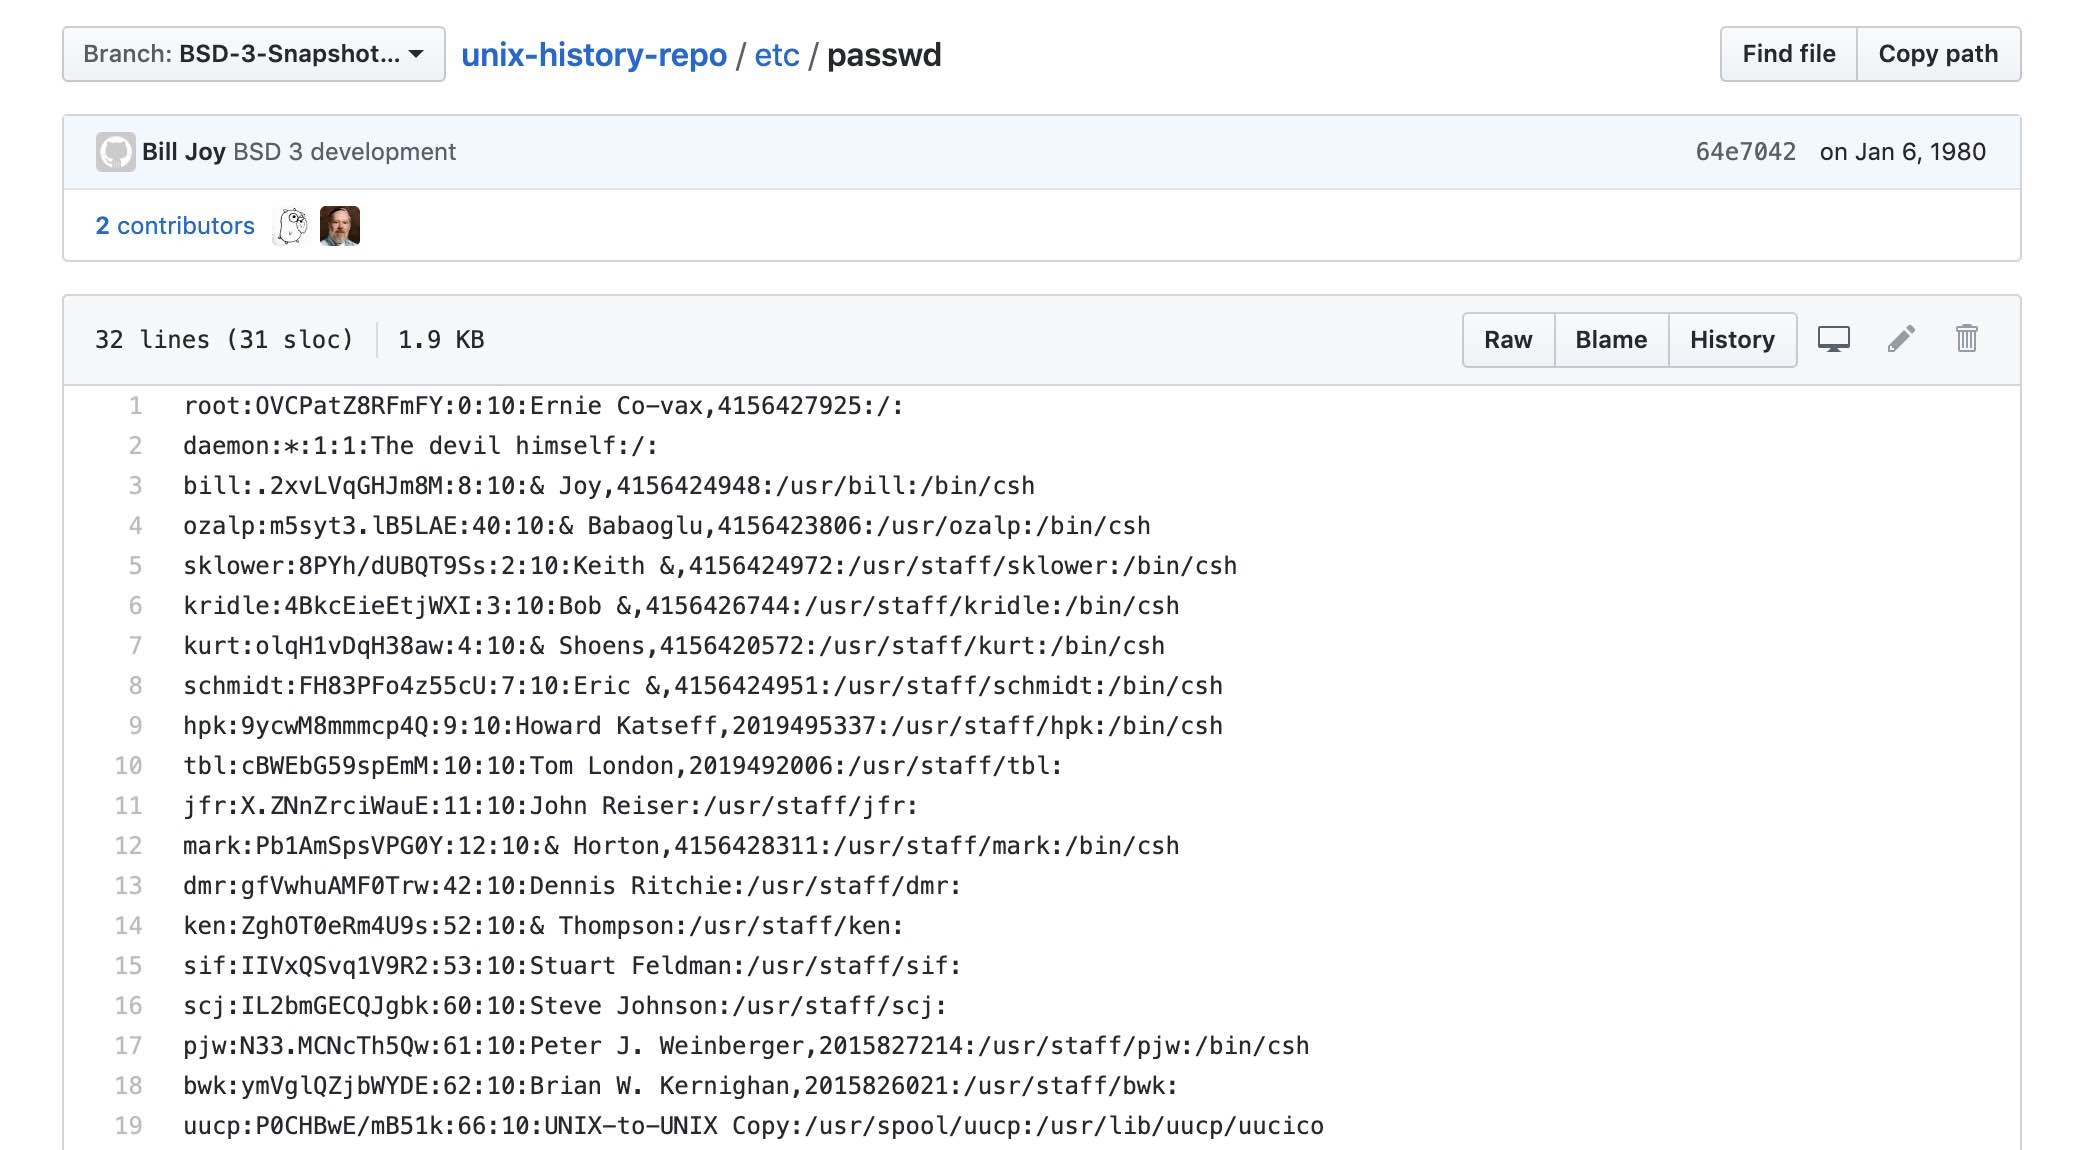 Branch: BSD-3-Snapshot... unix-history-repo / etc / passwd Find file Copy path
Bill Joy BSD 3 development 64e7042 on Jan 6, 1980
2 contributors
32 lines (31 sloc) 1.9 KB Raw Blame History
1 root:OVCPatZ8RFmFY:0:10:Ernie Co-vax,4156427925:/:
2 daemon:*:1:1:The devil himself:/:
3 bill:.2xvLVqGHJm8M:8:10:& Joy,4156424948:/usr/bill:/bin/csh
4 ozalp:m5syt3.lB5LAE:40:10:& Babaoglu,4156423806:/usr/ozalp:/bin/csh
5 sklower:8PYh/dUBQT9Ss:2:10:Keith &,4156424972:/usr/staff/sklower:/bin/csh
6 kridle:4BkcEieEtjWXI:3:10:Bob &,4156426744:/usr/staff/kridle:/bin/csh
7 kurt:olqH1vDqH38aw:4:10:& Shoens,4156420572:/usr/staff/kurt:/bin/csh
8 schmidt:FH83PFo4z55cU:7:10:Eric &,4156424951:/usr/staff/schmidt:/bin/csh
9 hpk:9ycwM8mmmcp4Q:9:10:Howard Katseff,2019495337:/usr/staff/hpk:/bin/csh
10 tbl:cBWEbG59spEmM:10:10:Tom London,2019492006:/usr/staff/tbl:
11 jfr:X.ZNnZrciWauE:11:10:John Reiser:/usr/staff/jfr:
12 mark:Pb1AmSpsVPG0Y:12:10:& Horton,4156428311:/usr/staff/mark:/bin/csh
13 dmr:gfVwhuAMF0Trw:42:10:Dennis Ritchie:/usr/staff/dmr:
14 ken:ZghOT0eRm4U9s:52:10:& Thompson:/usr/staff/ken:
15 sif:IIVxQSvq1V9R2:53:10:Stuart Feldman:/usr/staff/sif:
16 scj:IL2bmGECQJgbk:60:10:Steve Johnson:/usr/staff/scj:
17 pjw:N33.MCNcTh5Qw:61:10:Peter J. Weinberger,2015827214:/usr/staff/pjw:/bin/csh
18 bwk:ymVglQZjbWYDE:62:10:Brian W. Kernighan,2015826021:/usr/staff/bwk:
19 uucp:P0CHBwE/mB51k:66:10:UNIX-to-UNIX Copy:/usr/spool/uucp:/usr/lib/uucp/uucico